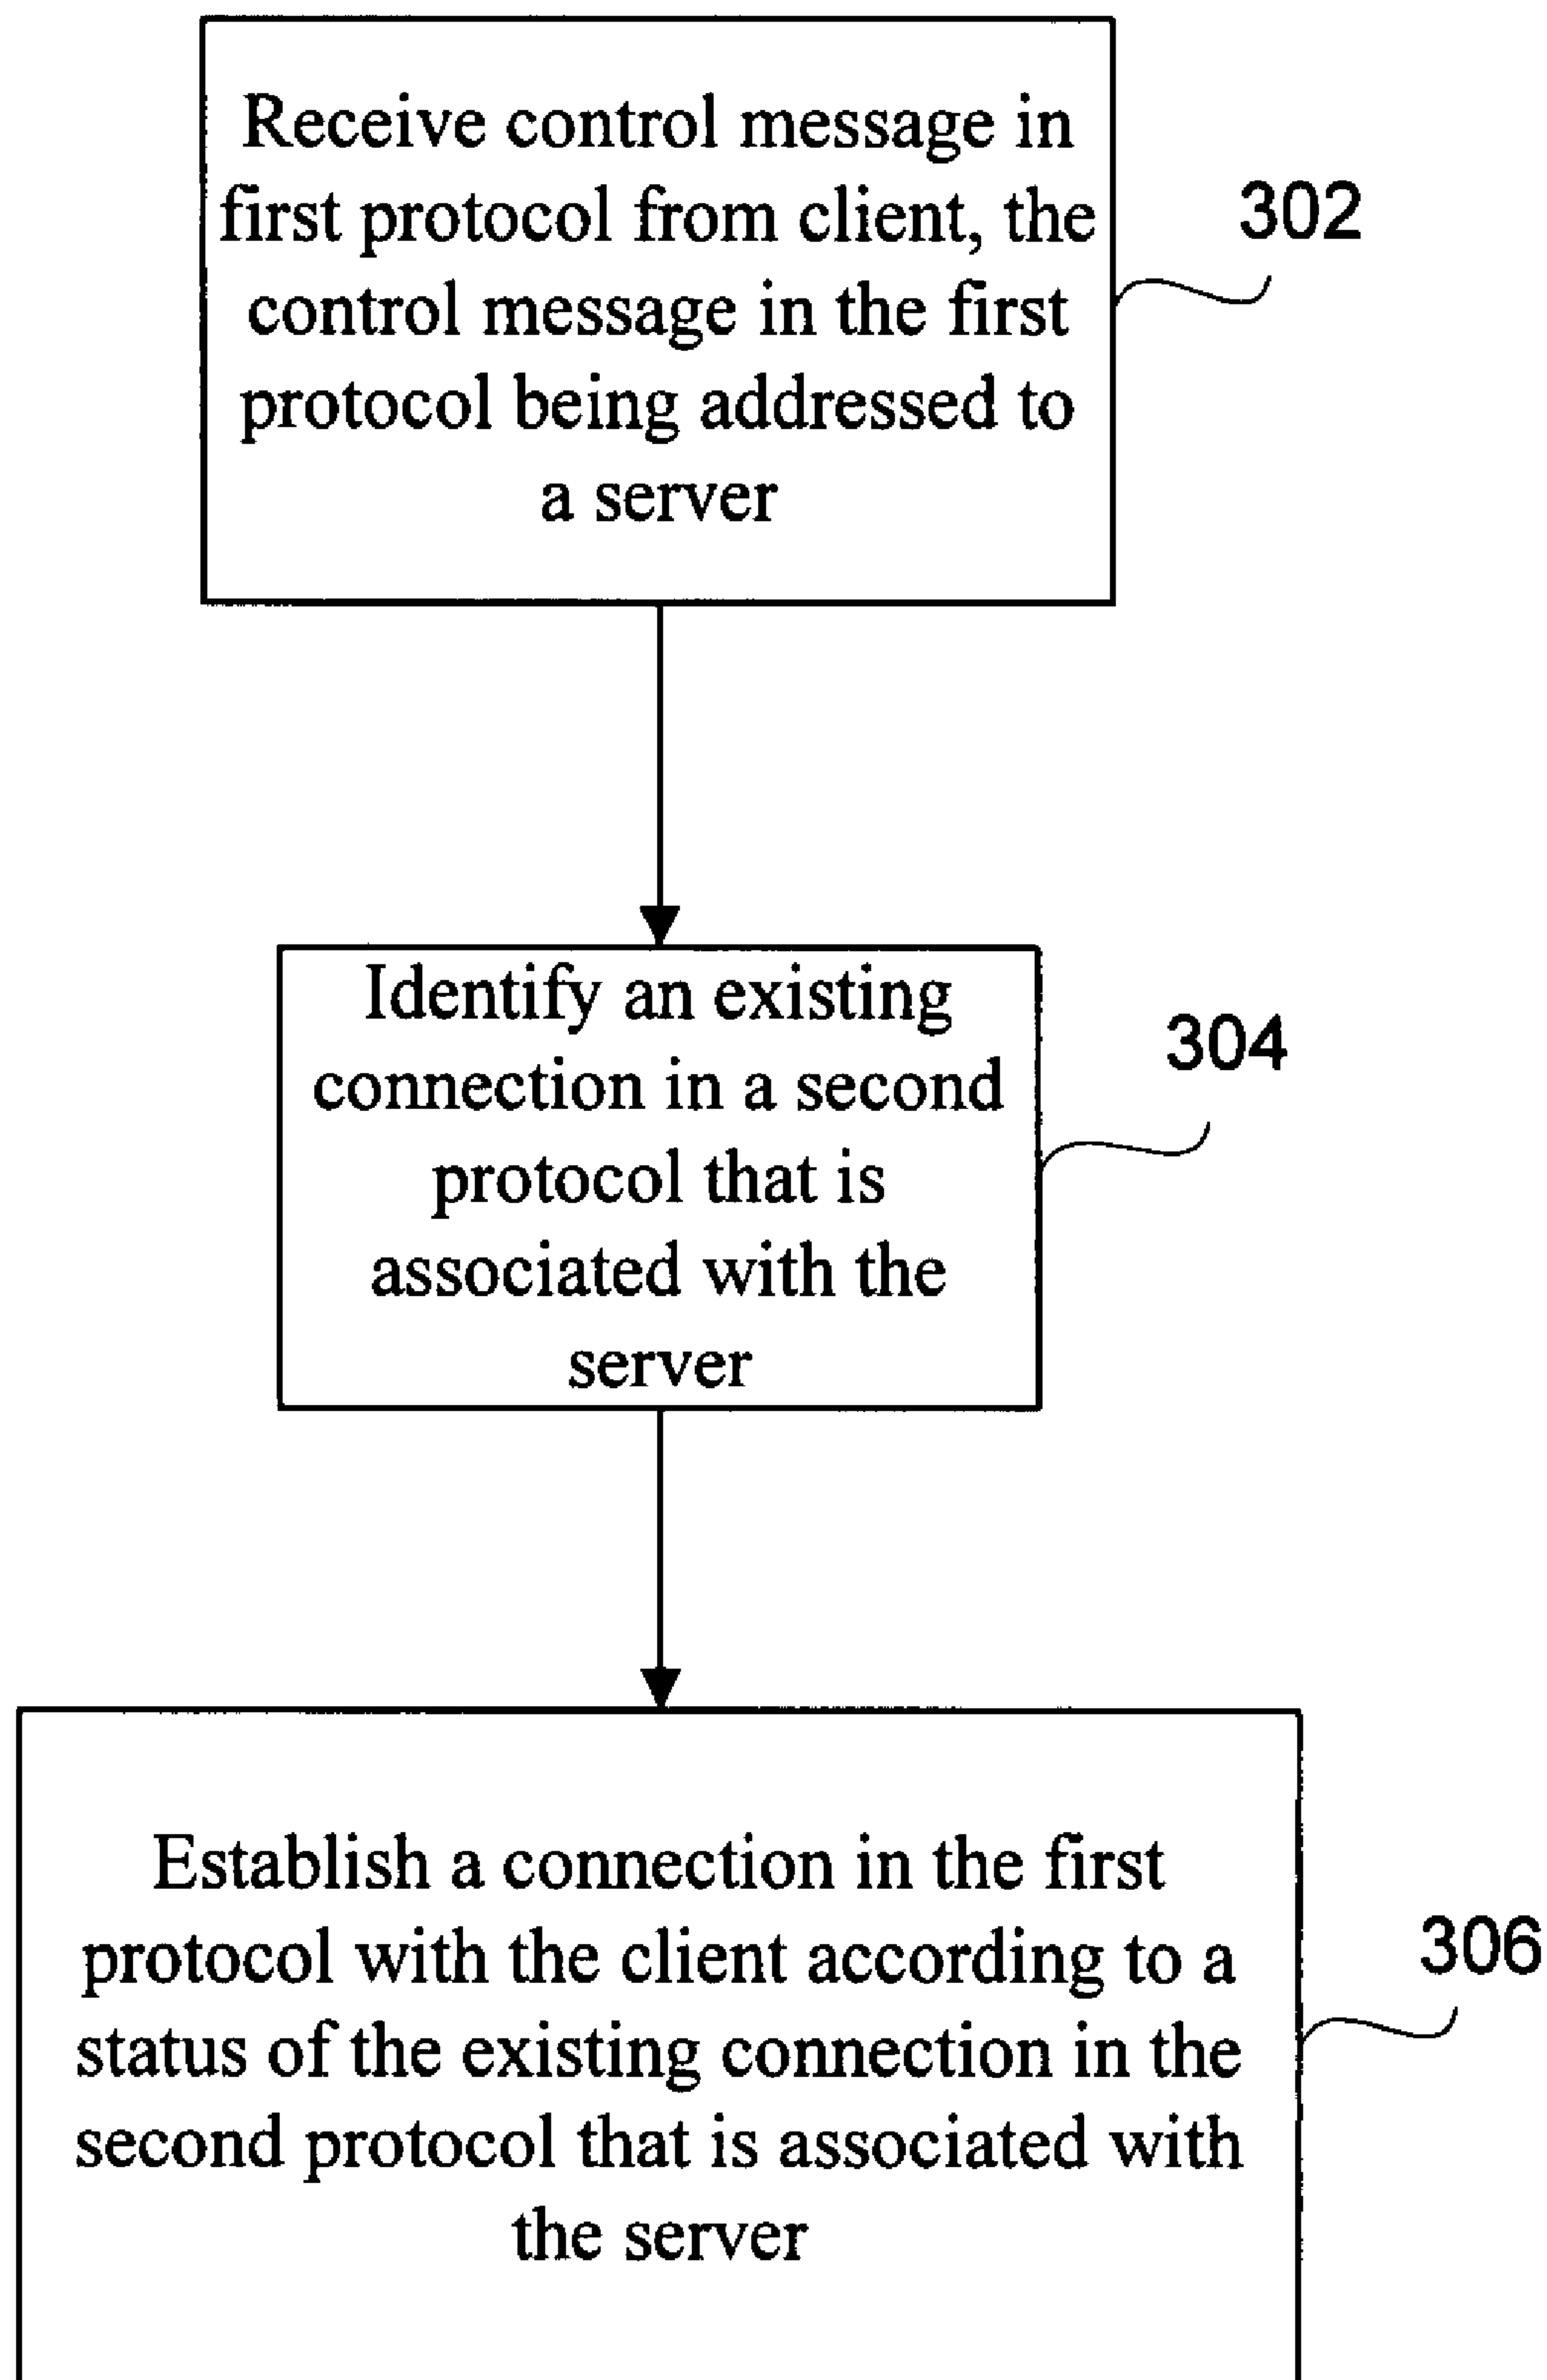 Receive control message in
first protocol from client, the
control message in the first
protocol being addressed to
a server
302
Identify an existing
connection in a second
protocol that is
associated with the
server
304
Establish a connection in the first
protocol with the client according to a
status of the existing connection in the
second protocol that is associated with
the server
306